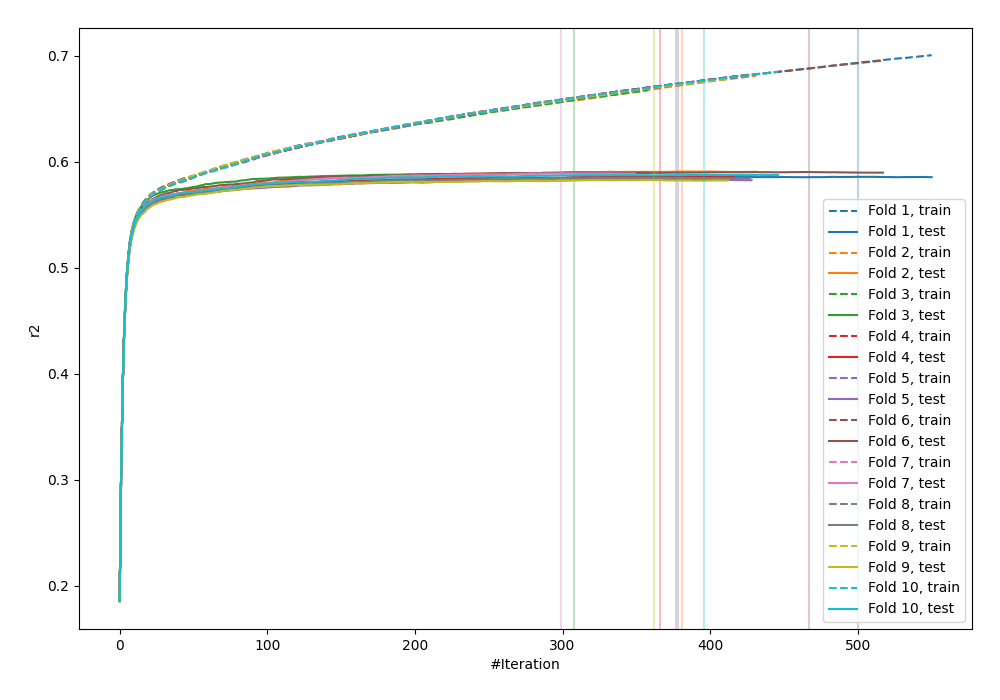 0.7
0.6
0.5
0.4
0.3
0.2
r2
0
100
200
300
400
500
#Iteration
Fold 1, train
Fold 1, test
Fold 2, train
Fold 2, test
Fold 3, train
Fold 3, test
Fold 4, train
Fold 4, test
Fold 5, train
Fold 5, test
Fold 6, train
Fold 6, test
Fold 7, train
Fold 7, test
Fold 8, train
Fold 8, test
Fold 9, train
Fold 9, test
Fold 10, train
Fold 10, test